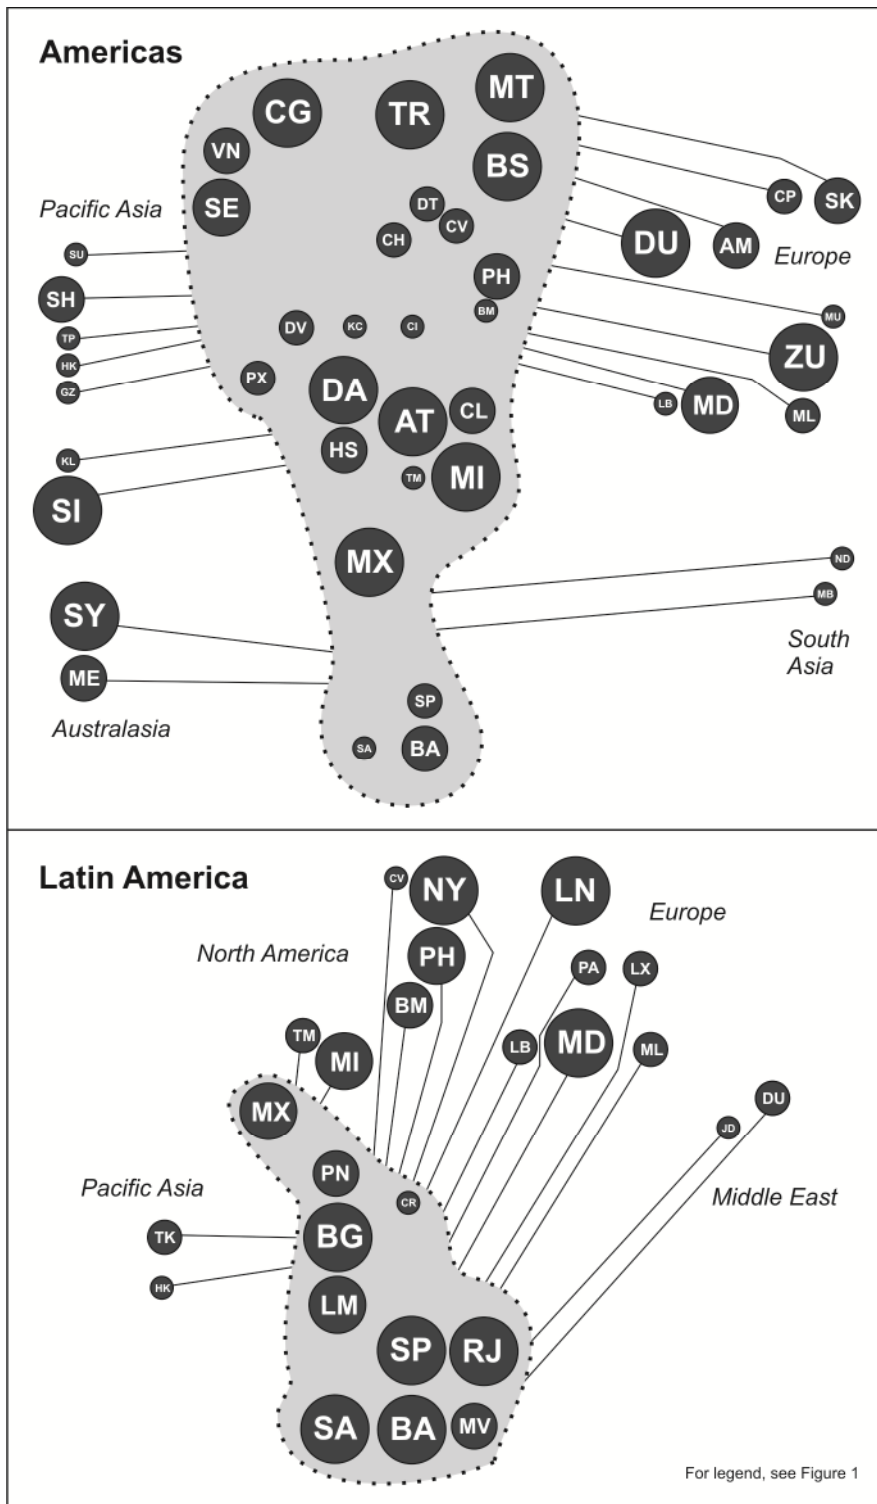 Americas
MT
CG
TR
VN
BS
SE
DT
CP
SK
Pacific Asia
CV
CH
DU
AM
Europe
SU
PH
SH
BM
MU
DV
KC
CI
TP
ZU
HK
PX
GZ
DA
AT
CL
LB
MD
ML
HS
KL
TM
MI
SI
MX
ND
MB
SY
South
Asia
ME
SP
Australasia
SA
BA
Latin America
CV
NY
LN
Europe
North America
PH
PA
LX
BM
TM
MI
LB
MD
ML
MX
DU
JD
PN
Pacific Asia
CR
Middle East
TK
BG
HK
LM
SP
RJ
SA
BA
MV
For legend, see Figure 1